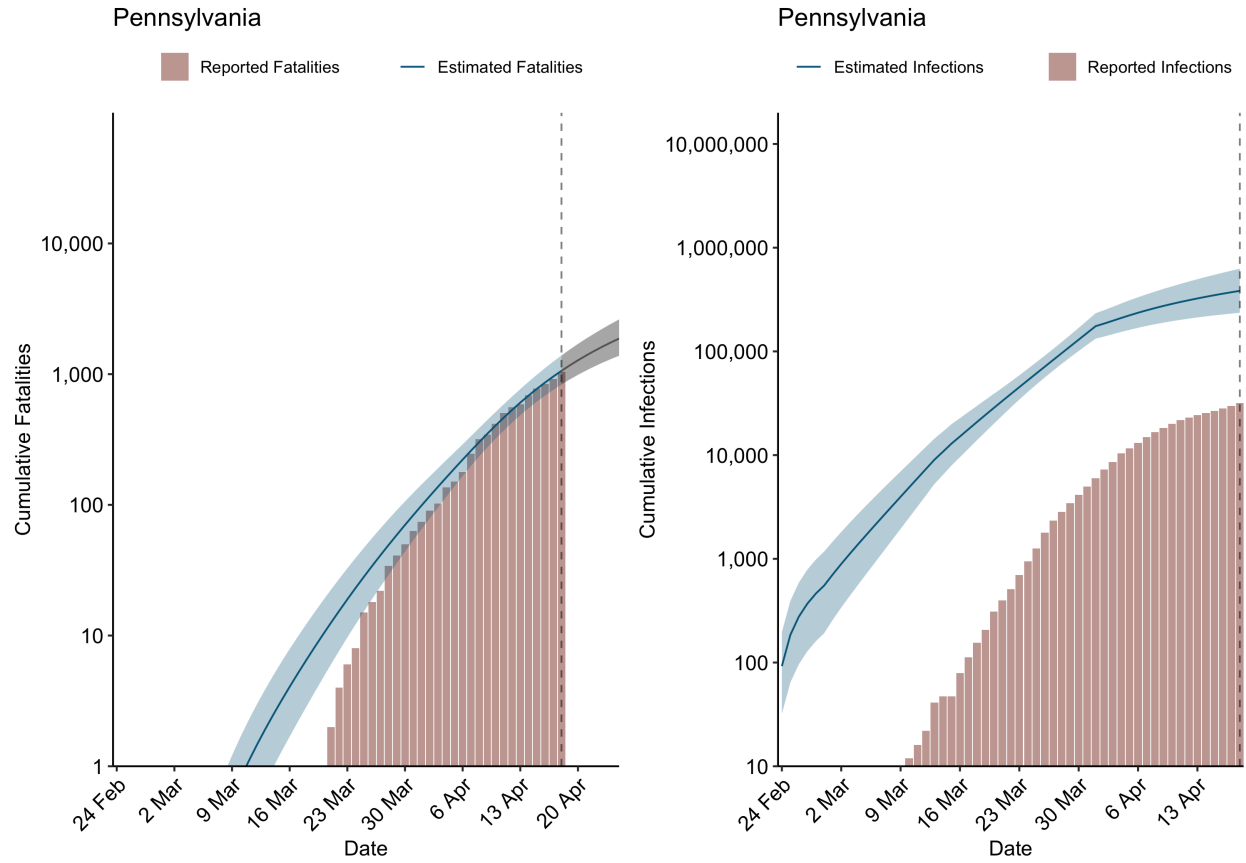 Pennsylvania
Reported Fatalities
Estimated Fatalities
Cumulative Fatalities
10,000
1,000
100
10
1
24 Feb
2 Mar
9 Mar
16 Mar
23 Mar
30 Mar
6 Apr
13 Apr
20 Apr
Date
Pennsylvania
Estimated Infections
Reported Infections
Cumulative Infections
10,000,000
1,000,000
100,000
10,000
1,000
100
10
24 Feb
2 Mar
9 Mar
16 Mar
23 Mar
30 Mar
6 Apr
13 Apr
Date